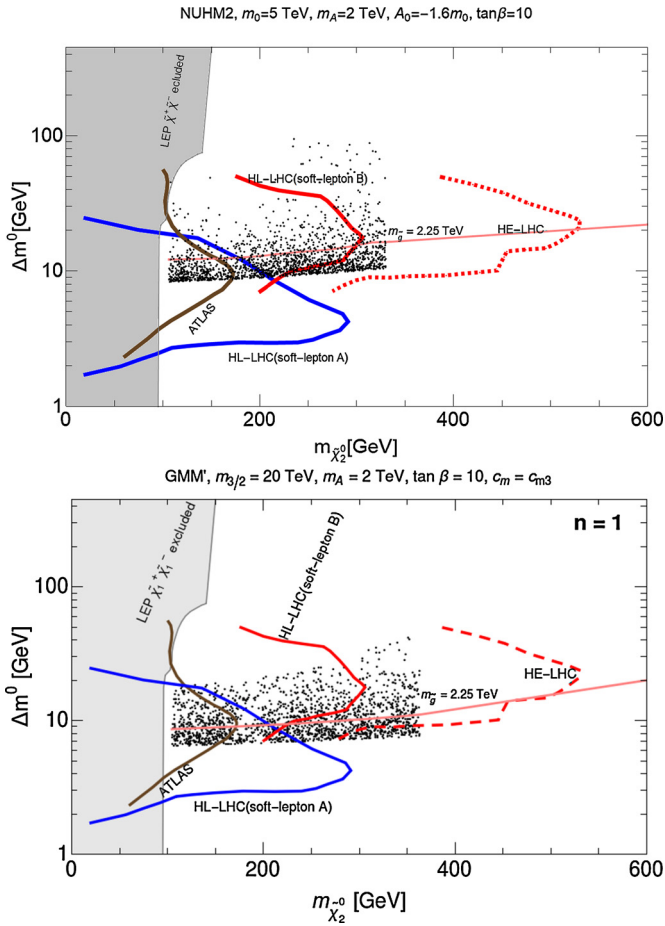 NUHM2, m₀=5 TeV, m_A=2 TeV, A₀=−1.6m₀, tanβ=10
LEP χ̃⁺χ̃⁻ ecluded
100
HL−LHC(soft−lepton B)
Δm⁰[GeV]
m_g̃ = 2.25 TeV
HE−LHC
10
ATLAS
HL−LHC(soft−lepton A)
1
0 200 400 600
m_χ̃₂⁰[GeV]
GMM', m_3/2 = 20 TeV, m_A = 2 TeV, tan β = 10, c_m = c_m3
n = 1
LEP χ̃₁⁺ χ̃₁⁻ excluded
HL−LHC(soft−lepton B)
100
Δm⁰ [GeV]
HE−LHC
m_g̃ = 2.25 TeV
10
ATLAS
HL−LHC(soft−lepton A)
1
0 200 400 600
m_χ̃₂⁰ [GeV]